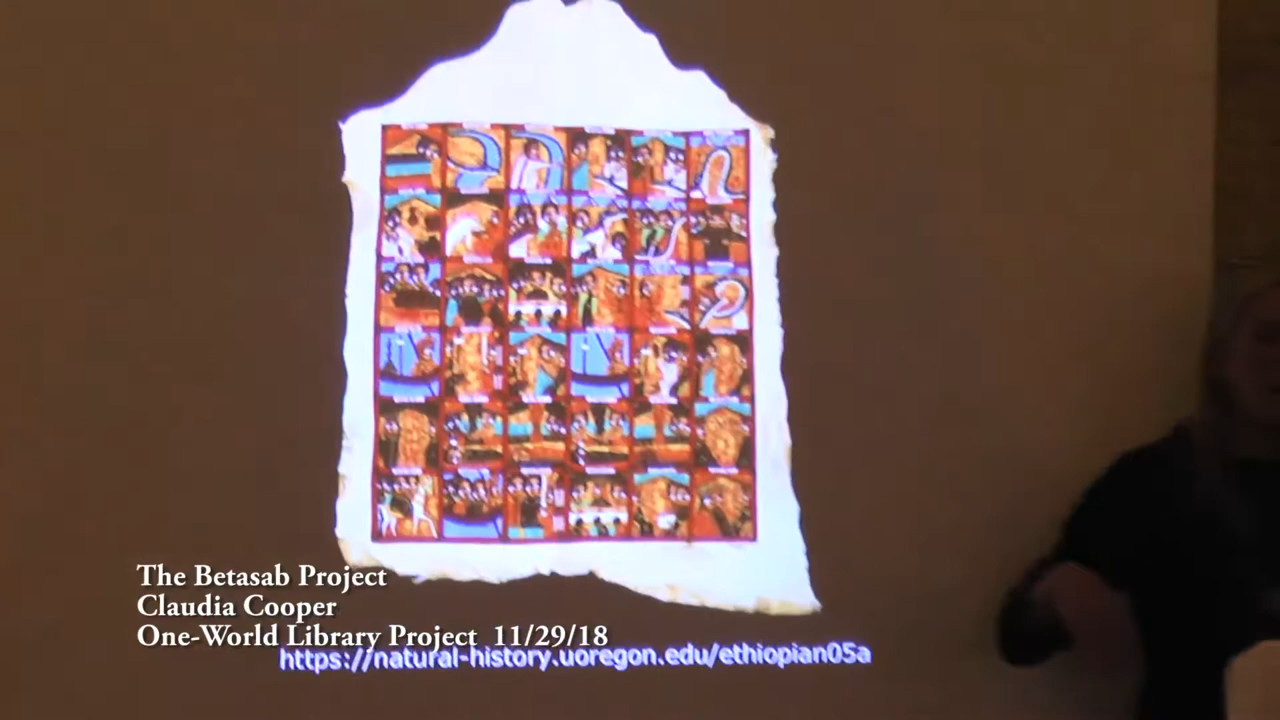 The Betasab Project
Claudia Cooper
One-World Library Project 11/29/18
https://natural-history.uoregon.edu/ethiopian05a